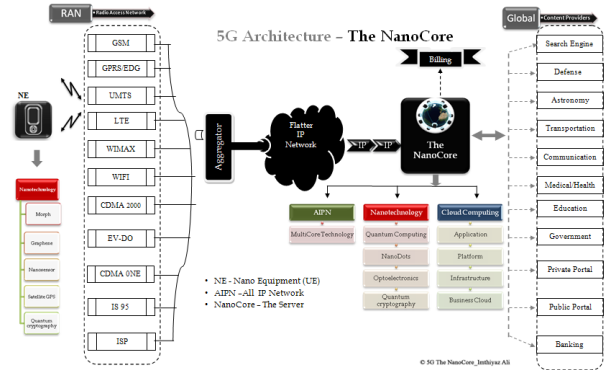 RAN
Radio Access Network
5G Architecture – The NanoCore
Global
Content Providers
Billing
NE
GSM
GPRS/EDG
UMTS
LTE
WIMAX
WIFI
CDMA 2000
EV-DO
CDMA ONE
IS 95
ISP
Nanotechnology
Morph
Graphene
Nanosensor
Satellite GPS
Quantum
cryptography
Aggregator
Flatter
IP
Network
IP
IP
The
NanoCore
AIPN
MultiCore Technology
Nanotechnology
Quantum Computing
NanoDots
Optoelectronics
Quantum
cryptography
Cloud Computing
Application
Platform
Infrastructure
Business Cloud
Search Engine
Defense
Astronomy
Transportation
Communication
Medical/Health
Education
Government
Private Portal
Public Portal
Banking
• NE - Nano Equipment (UE)
• AIPN –All IP Network
• NanoCore – The Server
© 5G The NanoCore_Imthiyaz Ali